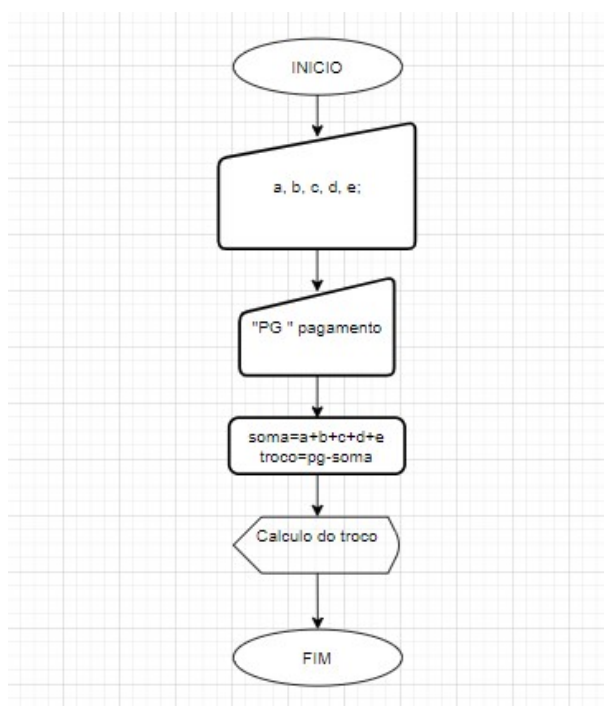 INICIO
a, b, c, d, e;
"PG " pagamento
soma=a+b+c+d+e
troco=pg-soma
Calculo do troco
FIM